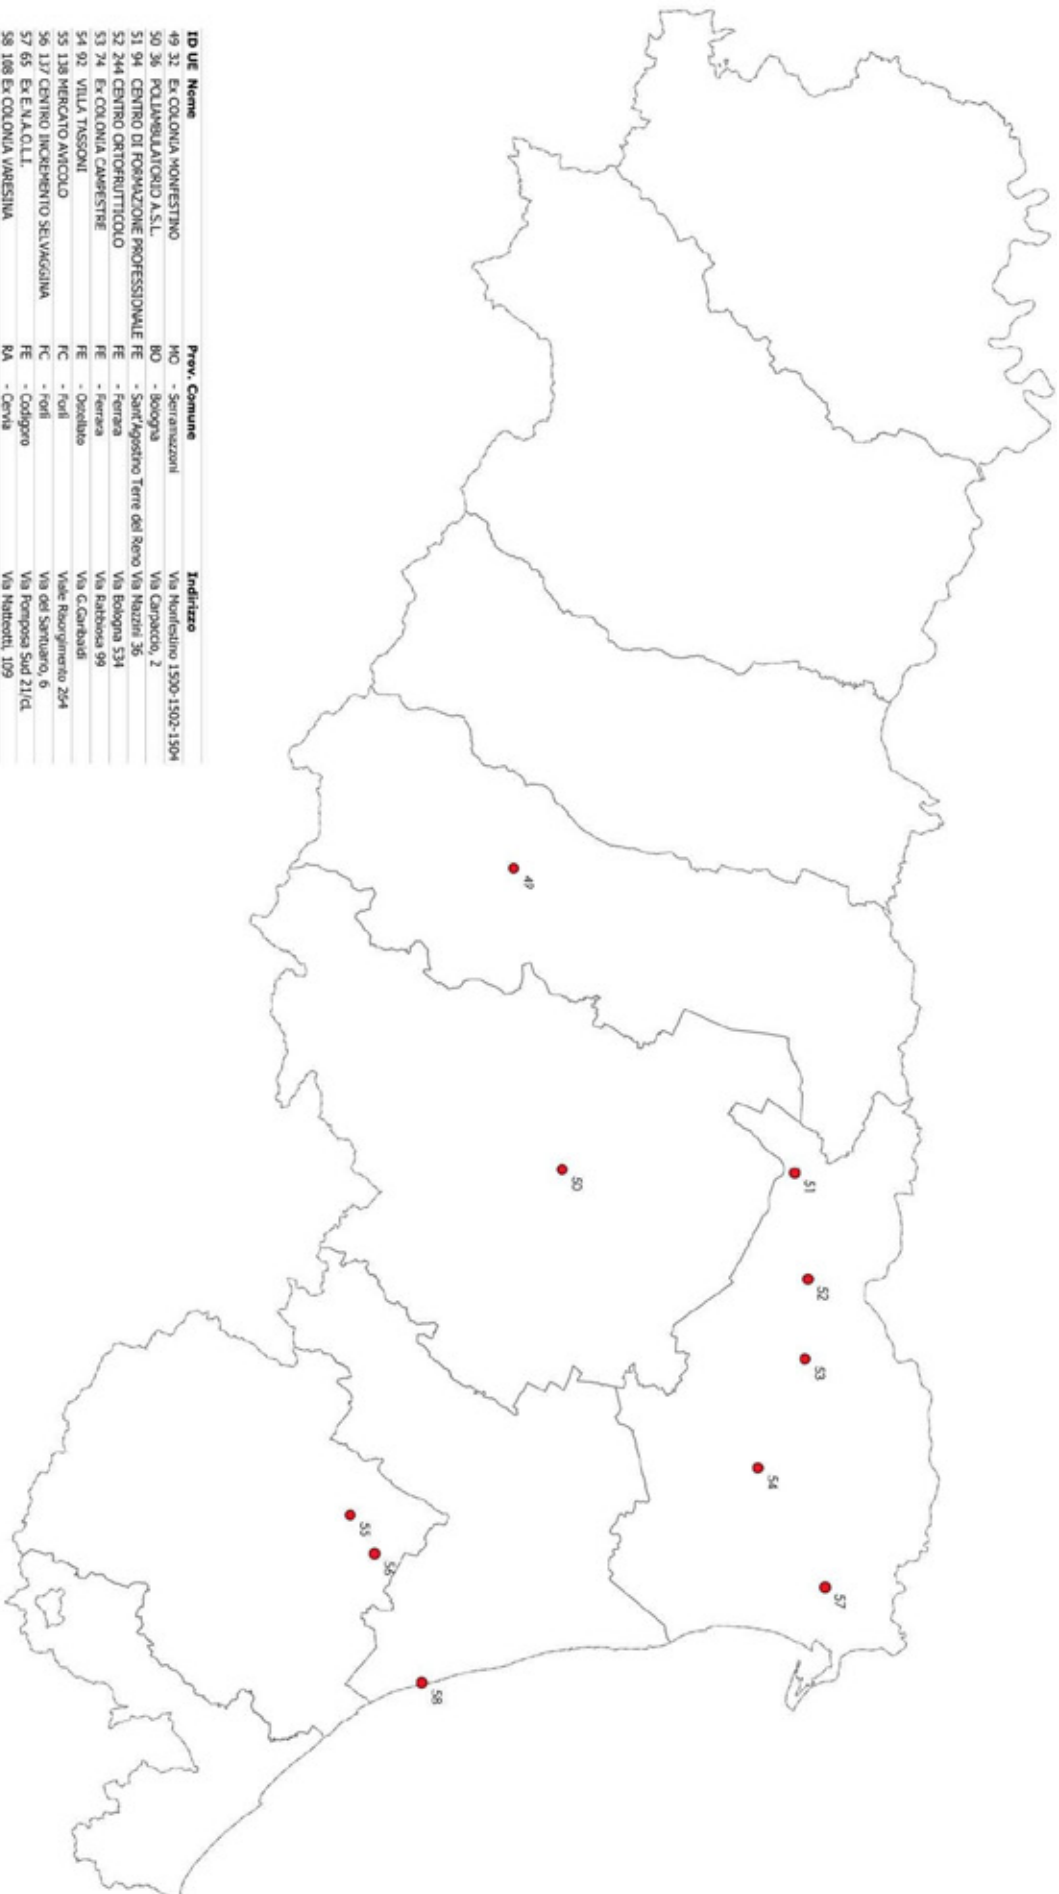 ID UE Nome Prov. Comune Indirizzo
49 32 Ex COLONIA MONFESTINO MO - Serramazzoni Via Monfestino 1500-1502-1504
50 36 POLIAMBULATORIO A.S.L. BO - Bologna Via Carpaccio, 2
51 94 CENTRO DI FORMAZIONE PROFESSIONALE FE - Sant'Agostino Terre del Reno Via Mazzini 36
52 244 CENTRO ORTOFRUTTICOLO FE - Ferrara Via Bologna 534
53 74 Ex COLONIA CAMPESTRE FE - Ferrara Via Rabbiosa 99
54 92 VILLA TASSONI FE - Ostellato Via G.Garibaldi
55 138 MERCATO AVICOLO FC - Forlì Viale Risorgimento 264
56 137 CENTRO INCREMENTO SELVAGGINA FC - Forlì Via del Santuario, 6
57 65 Ex E.N.A.O.L.I. FE - Codigoro Via Pomposa Sud 21/cL
58 108 Ex COLONIA VARESINA RA - Cervia Via Matteotti, 109
49
50
51
52
53
54
55
56
57
58